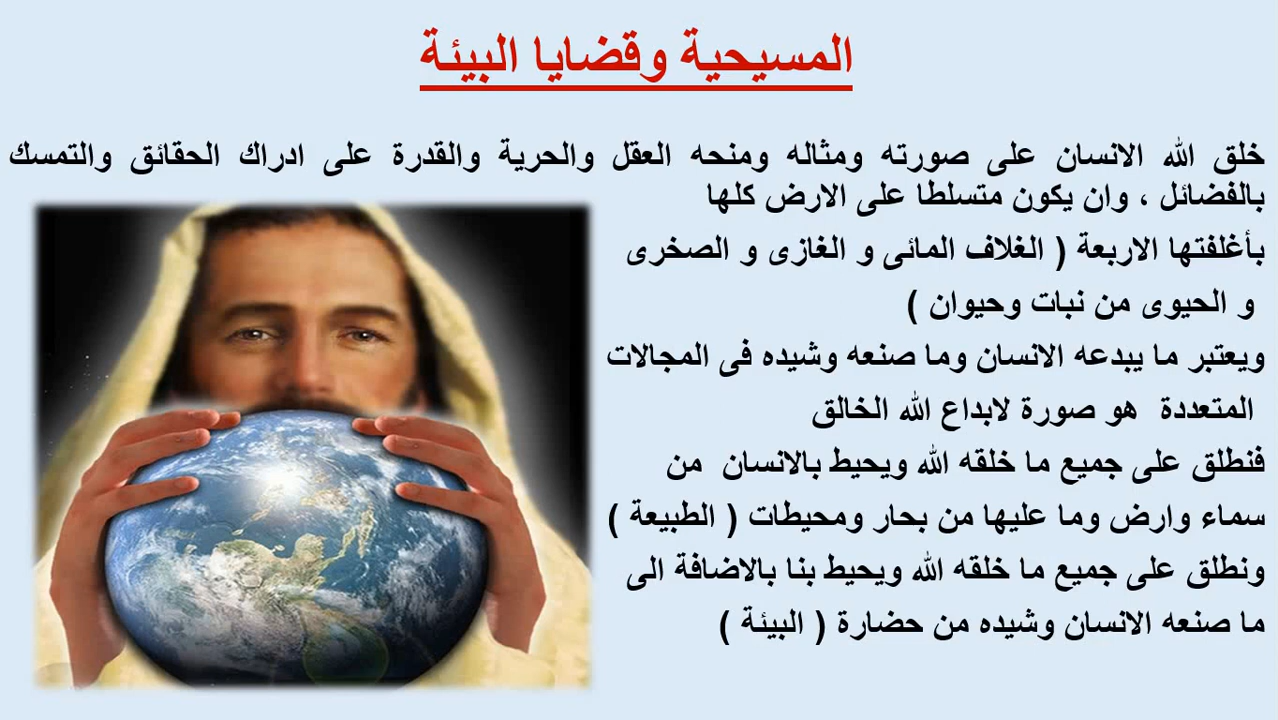 المسيحية وقضايا البيئة
خلق الله الانسان على صورته ومثاله ومنحه العقل والحرية والقدرة على ادراك الحقائق والتمسك
بالفضائل ، وان يكون متسلطا على الارض كلها
بأغلفتها الاربعة ( الغلاف المائى و الغازى و الصخرى
و الحيوى من نبات وحيوان )
ويعتبر ما يبدعه الانسان وما صنعه وشيده فى المجالات
المتعددة هو صورة لابداع الله الخالق
فنطلق على جميع ما خلقه الله ويحيط بالانسان من
سماء وارض وما عليها من بحار ومحيطات ( الطبيعة )
ونطلق على جميع ما خلقه الله ويحيط بنا بالاضافة الى
ما صنعه الانسان وشيده من حضارة ( البيئة )